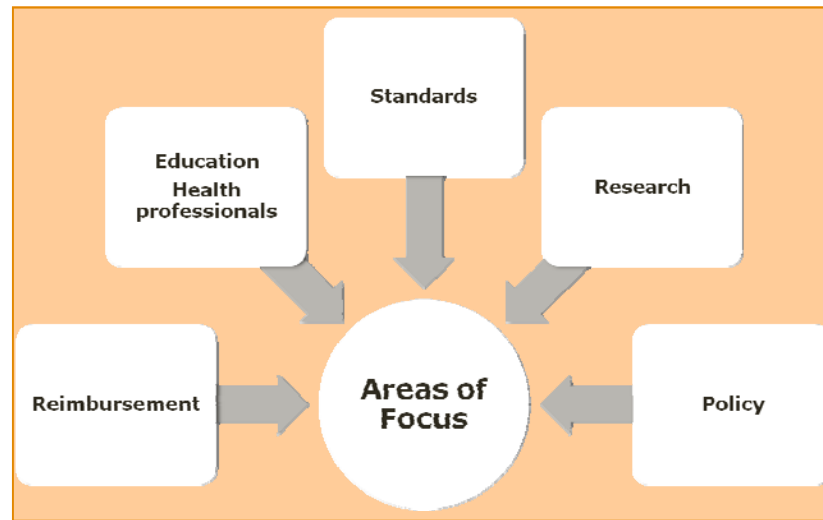 Standards
Education
Health
professionals
Research
Reimbursement
Areas of
Focus
Policy